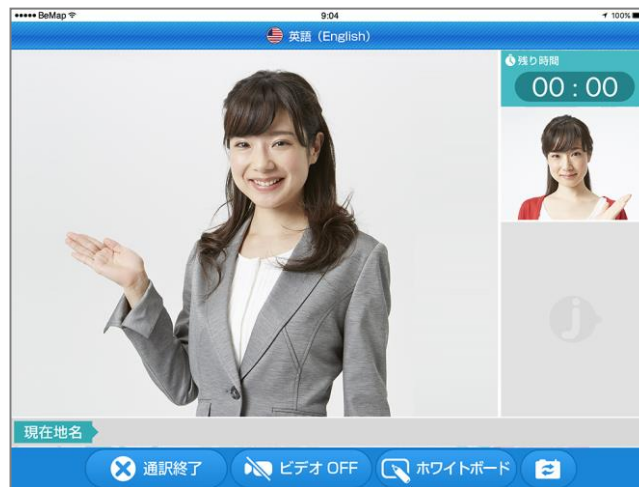 BeMap
9:04
100%
英語（English）
残り時間
00：00
j
現在地名
通訳終了
ビデオ OFF
ホワイトボード